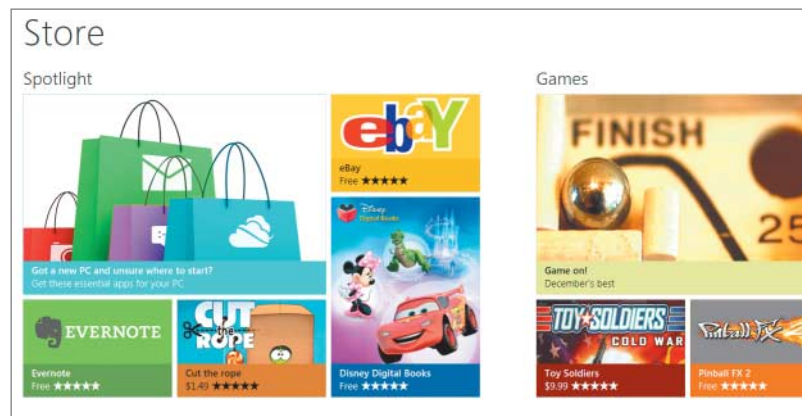 Store
Spotlight
Games
ebaY
eBay
Free ★★★★★
Disney
Digital Books
Got a new PC and unsure where to start?
Get these essential apps for your PC
EVERNOTE
Evernote
Free ★★★★★
CUT
the
ROPE
Cut the rope
$1.49 ★★★★★
Disney Digital Books
Free ★★★★★
FINISH
25
Game on!
December's best
TOY SOLDIERS
COLD WAR
Toy Soldiers
$9.99 ★★★★★
Pinball FX
Pinball FX 2
Free ★★★★★